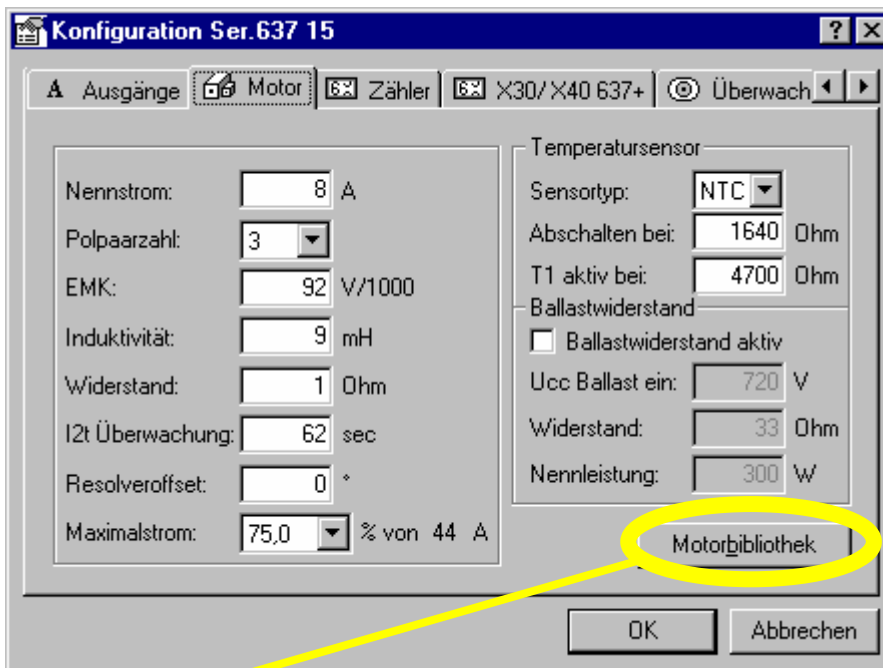 Konfiguration Ser.637 15
A Ausgänge Motor Zähler X30/X40 637+ Überwach
Nennstrom: 8 A
Polpaarzahl: 3
EMK: 92 V/1000
Induktivität: 9 mH
Widerstand: 1 Ohm
I2t Überwachung: 62 sec
Resolveroffset: 0 °
Maximalstrom: 75,0 % von 44 A
Temperatursensor
Sensortyp: NTC
Abschalten bei: 1640 Ohm
T1 aktiv bei: 4700 Ohm
Ballastwiderstand
Ballastwiderstand aktiv
Ucc Ballast ein: 720 V
Widerstand: 33 Ohm
Nennleistung: 300 W
Motorbibliothek
OK Abbrechen